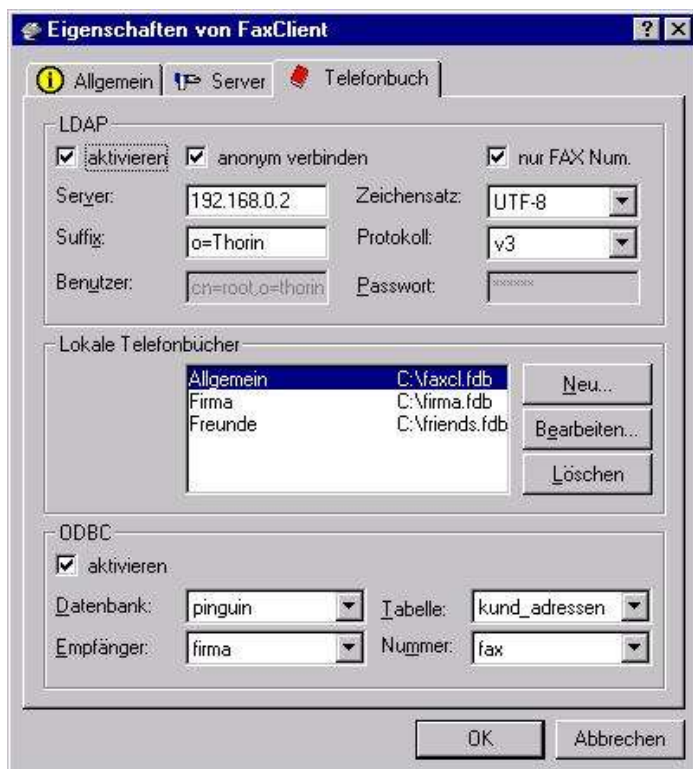 Eigenschaften von FaxClient
Allgemein Server Telefonbuch
LDAP
aktivieren anonym verbinden nur FAX Num.
Server: 192.168.0.2 Zeichensatz: UTF-8
Suffix: o=Thorin Protokoll: v3
Benutzer: cn=root,o=thorin Passwort: ******
Lokale Telefonbücher
Allgemein C:\faxcl.fdb
Firma C:\firma.fdb
Freunde C:\friends.fdb
Neu...
Bearbeiten...
Löschen
ODBC
aktivieren
Datenbank: pinguin Tabelle: kund_adressen
Empfänger: firma Nummer: fax
OK Abbrechen